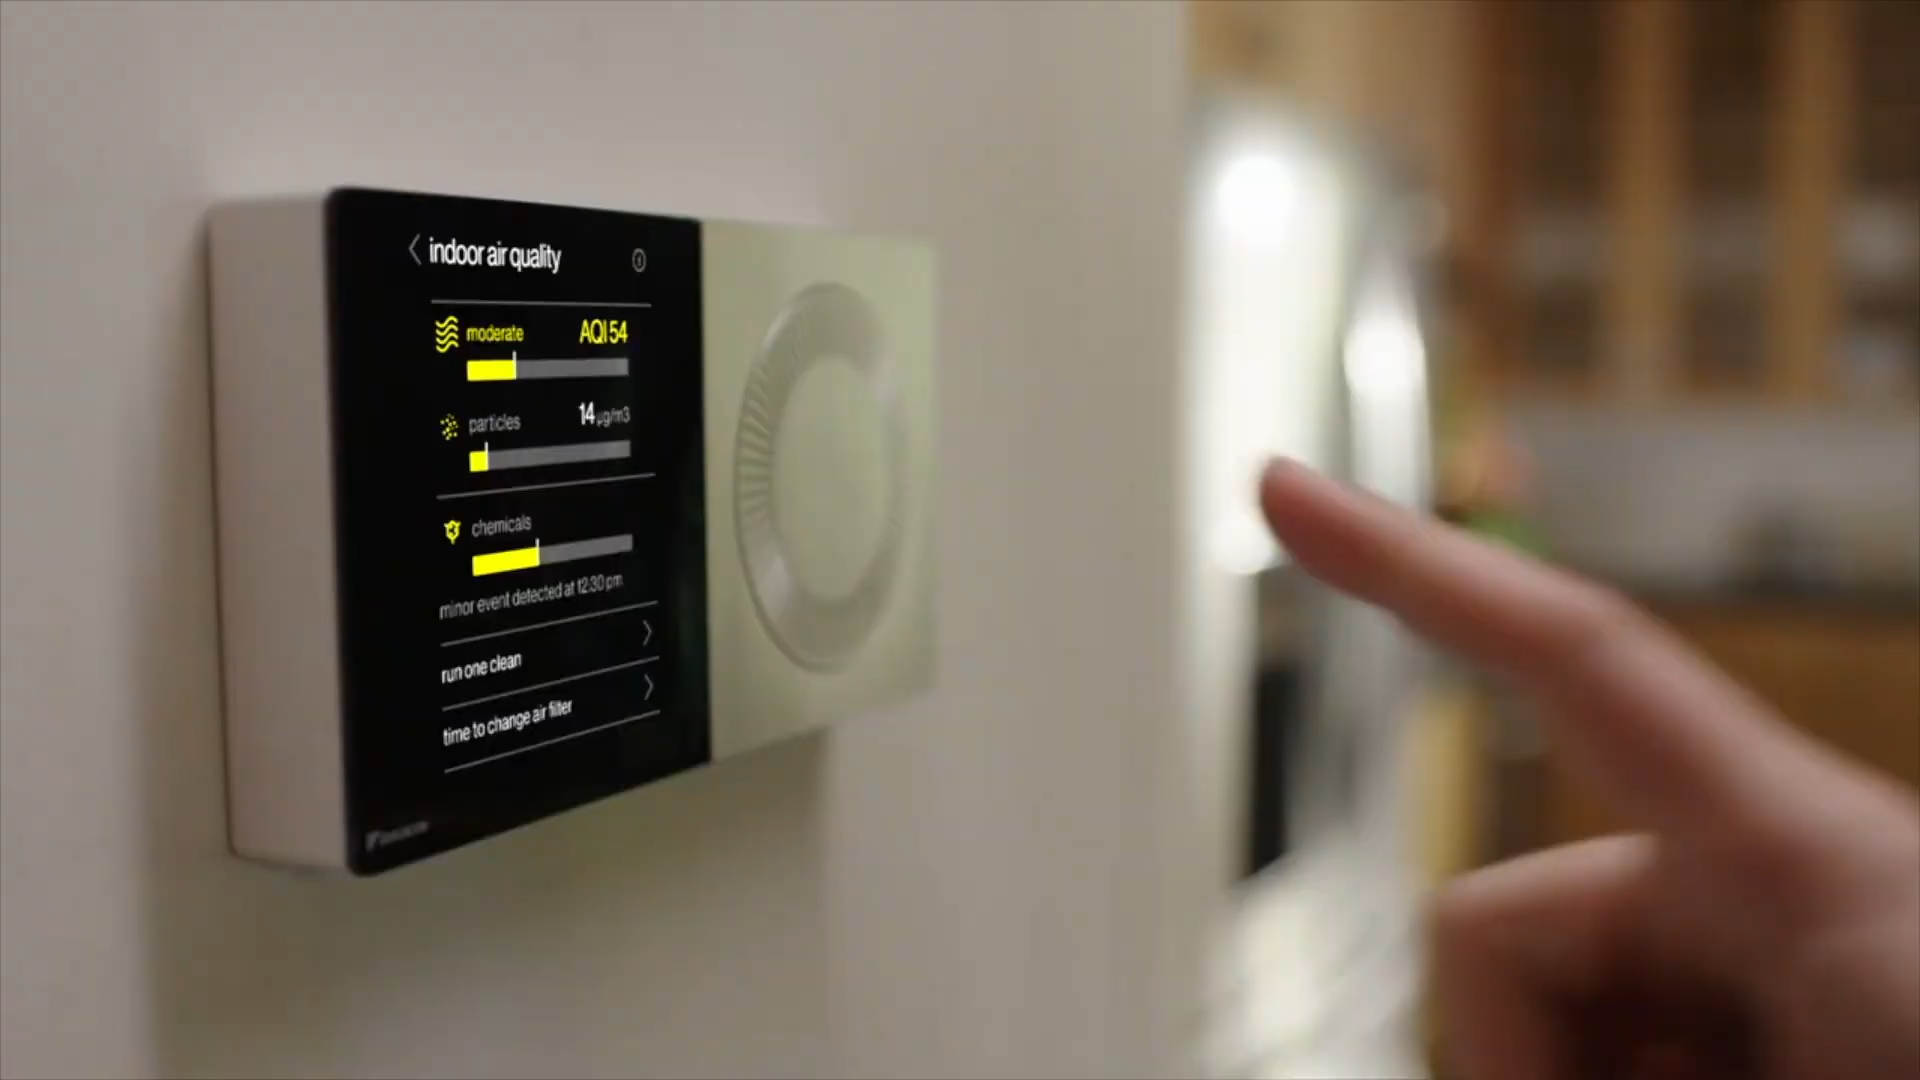 indoor air quality
moderate AQI 54
particles 14 µg/m3
chemicals
minor event detected at 12:30 pm
run one clean
time to change air filter